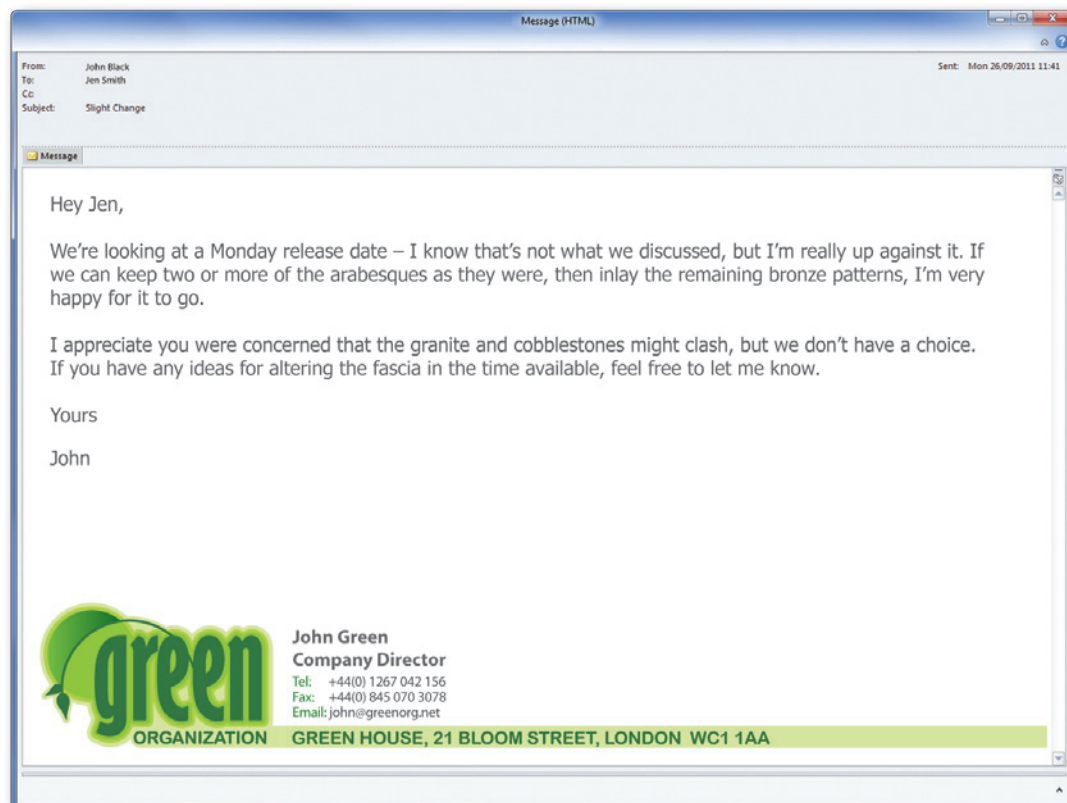 Message (HTML)
From: John Black
Sent: Mon 26/09/2011 11:41
To: Jen Smith
Cc:
Subject: Slight Change
Message
Hey Jen,
We’re looking at a Monday release date – I know that’s not what we discussed, but I’m really up against it. If
we can keep two or more of the arabesques as they were, then inlay the remaining bronze patterns, I’m very
happy for it to go.
I appreciate you were concerned that the granite and cobblestones might clash, but we don’t have a choice.
If you have any ideas for altering the fascia in the time available, feel free to let me know.
Yours
John
green
ORGANIZATION
John Green
Company Director
Tel: +44(0) 1267 042 156
Fax: +44(0) 845 070 3078
Email: john@greenorg.net
GREEN HOUSE, 21 BLOOM STREET, LONDON WC1 1AA